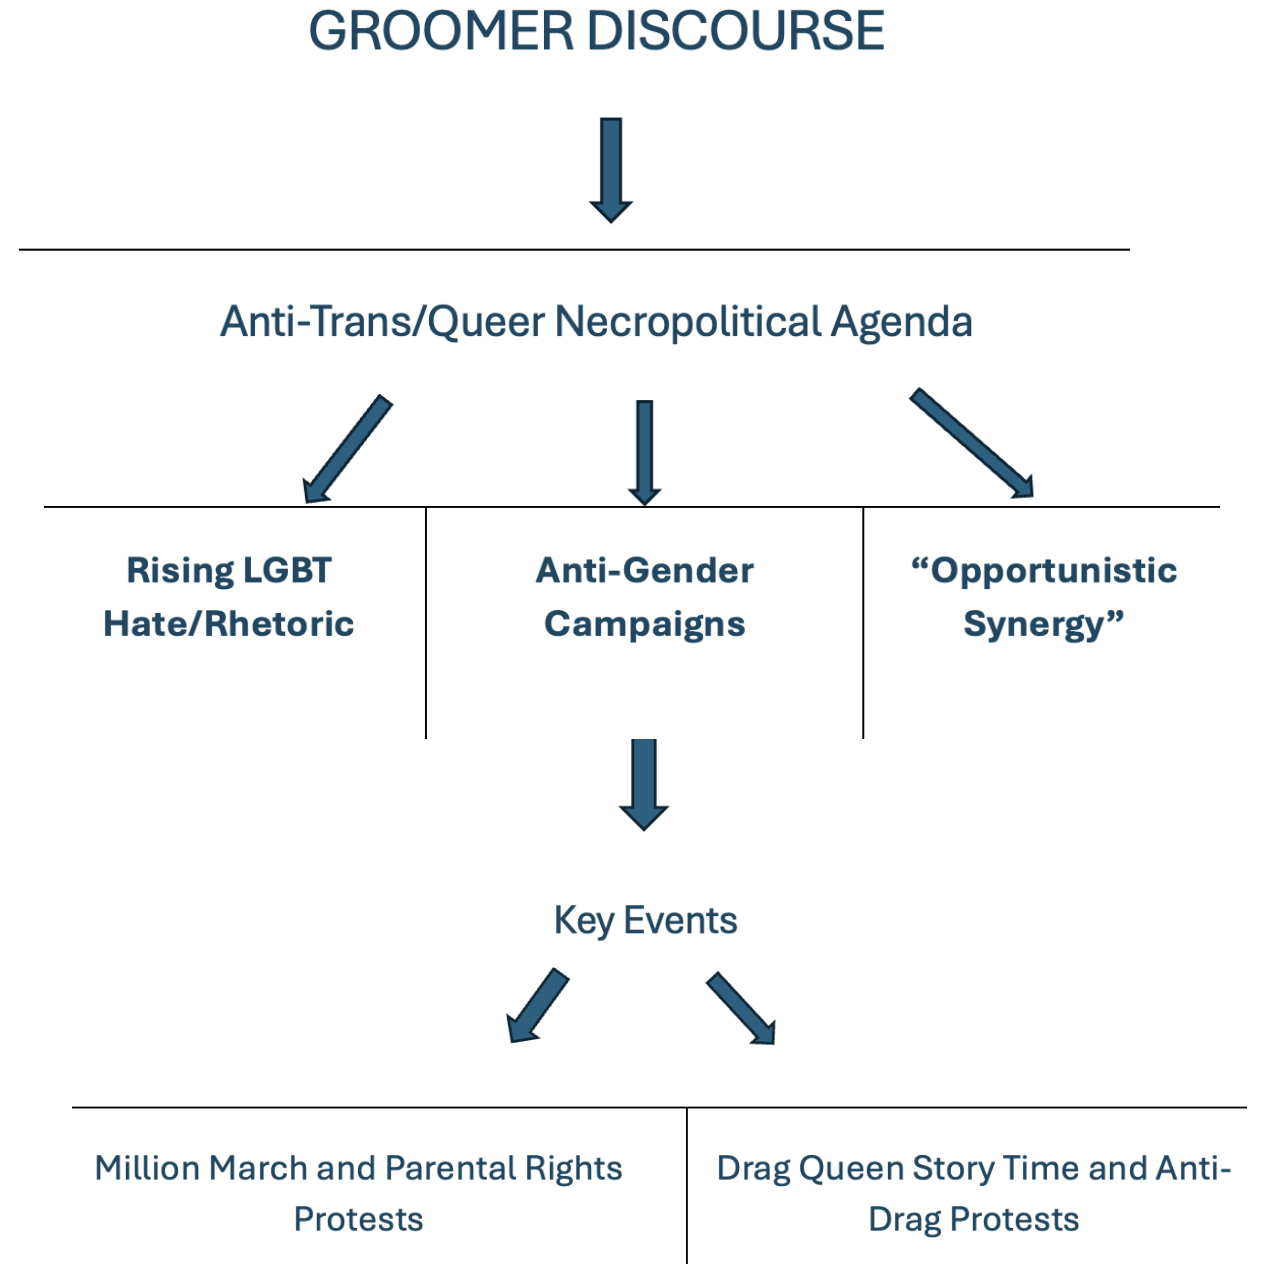 GROOMER DISCOURSE
Anti-Trans/Queer Necropolitical Agenda
Rising LGBT
Hate/Rhetoric
Anti-Gender
Campaigns
“Opportunistic
Synergy”
Key Events
Million March and Parental Rights
Protests
Drag Queen Story Time and Anti-
Drag Protests